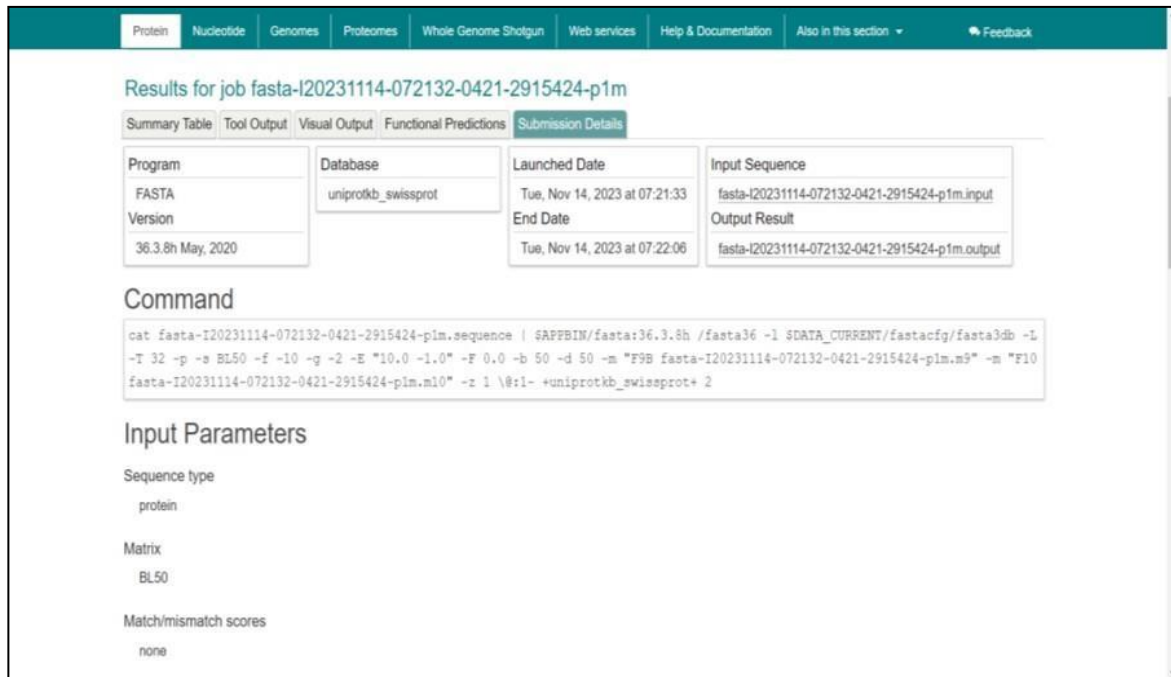 Protein Nucleotide Genomes Proteomes Whole Genome Shotgun Web services Help & Documentation Also in this section Feedback
Results for job fasta-I20231114-072132-0421-2915424-p1m
Summary Table Tool Output Visual Output Functional Predictions Submission Details
Program
FASTA
Version
36.3.8h May, 2020
Database
uniprotkb_swissprot
Launched Date
Tue, Nov 14, 2023 at 07:21:33
End Date
Tue, Nov 14, 2023 at 07:22:06
Input Sequence
fasta-I20231114-072132-0421-2915424-p1m.input
Output Result
fasta-I20231114-072132-0421-2915424-p1m.output
Command
cat fasta-I20231114-072132-0421-2915424-p1m.sequence | $APPBIN/fasta:36.3.8h /fasta36 -l $DATA_CURRENT/fastacfg/fasta3db -L
-T 32 -p -s BL50 -f -10 -g -2 -E "10.0 -1.0" -F 0.0 -b 50 -d 50 -m "F9B fasta-I20231114-072132-0421-2915424-p1m.m9" -m "F10
fasta-I20231114-072132-0421-2915424-p1m.m10" -z 1 \@:1- +uniprotkb_swissprot+ 2
Input Parameters
Sequence type
protein
Matrix
BL50
Match/mismatch scores
none